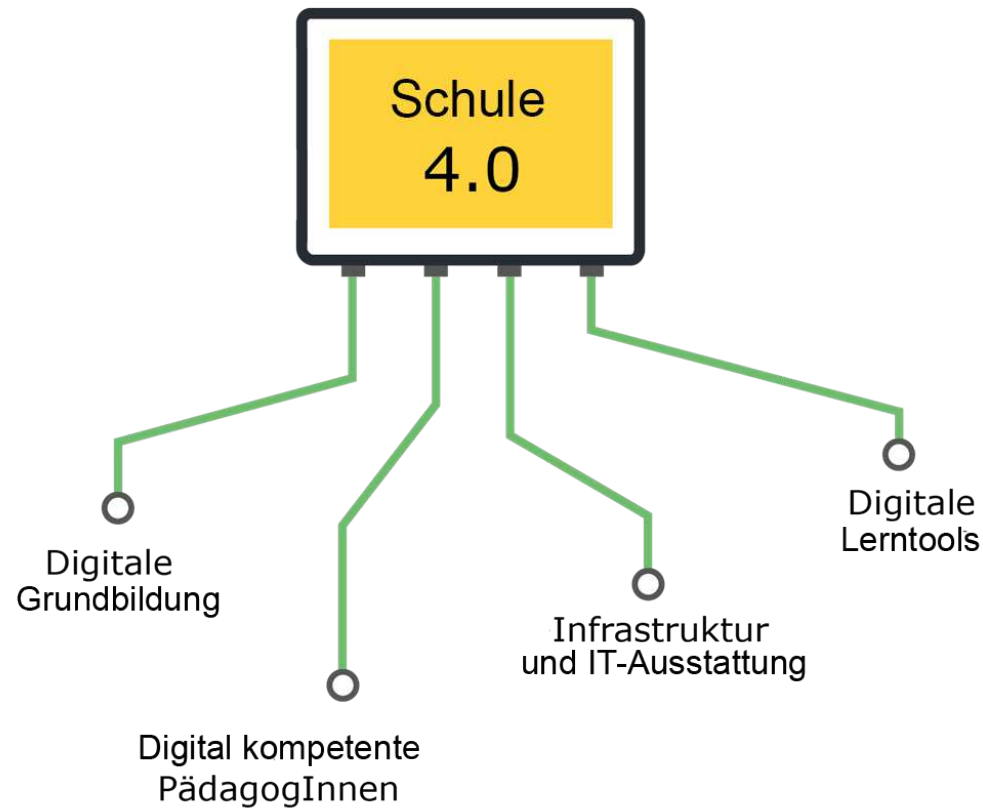 Schule
4.0
Digitale
Grundbildung
Digital kompetente
PädagogInnen
Infrastruktur
und IT-Ausstattung
Digitale
Lerntools